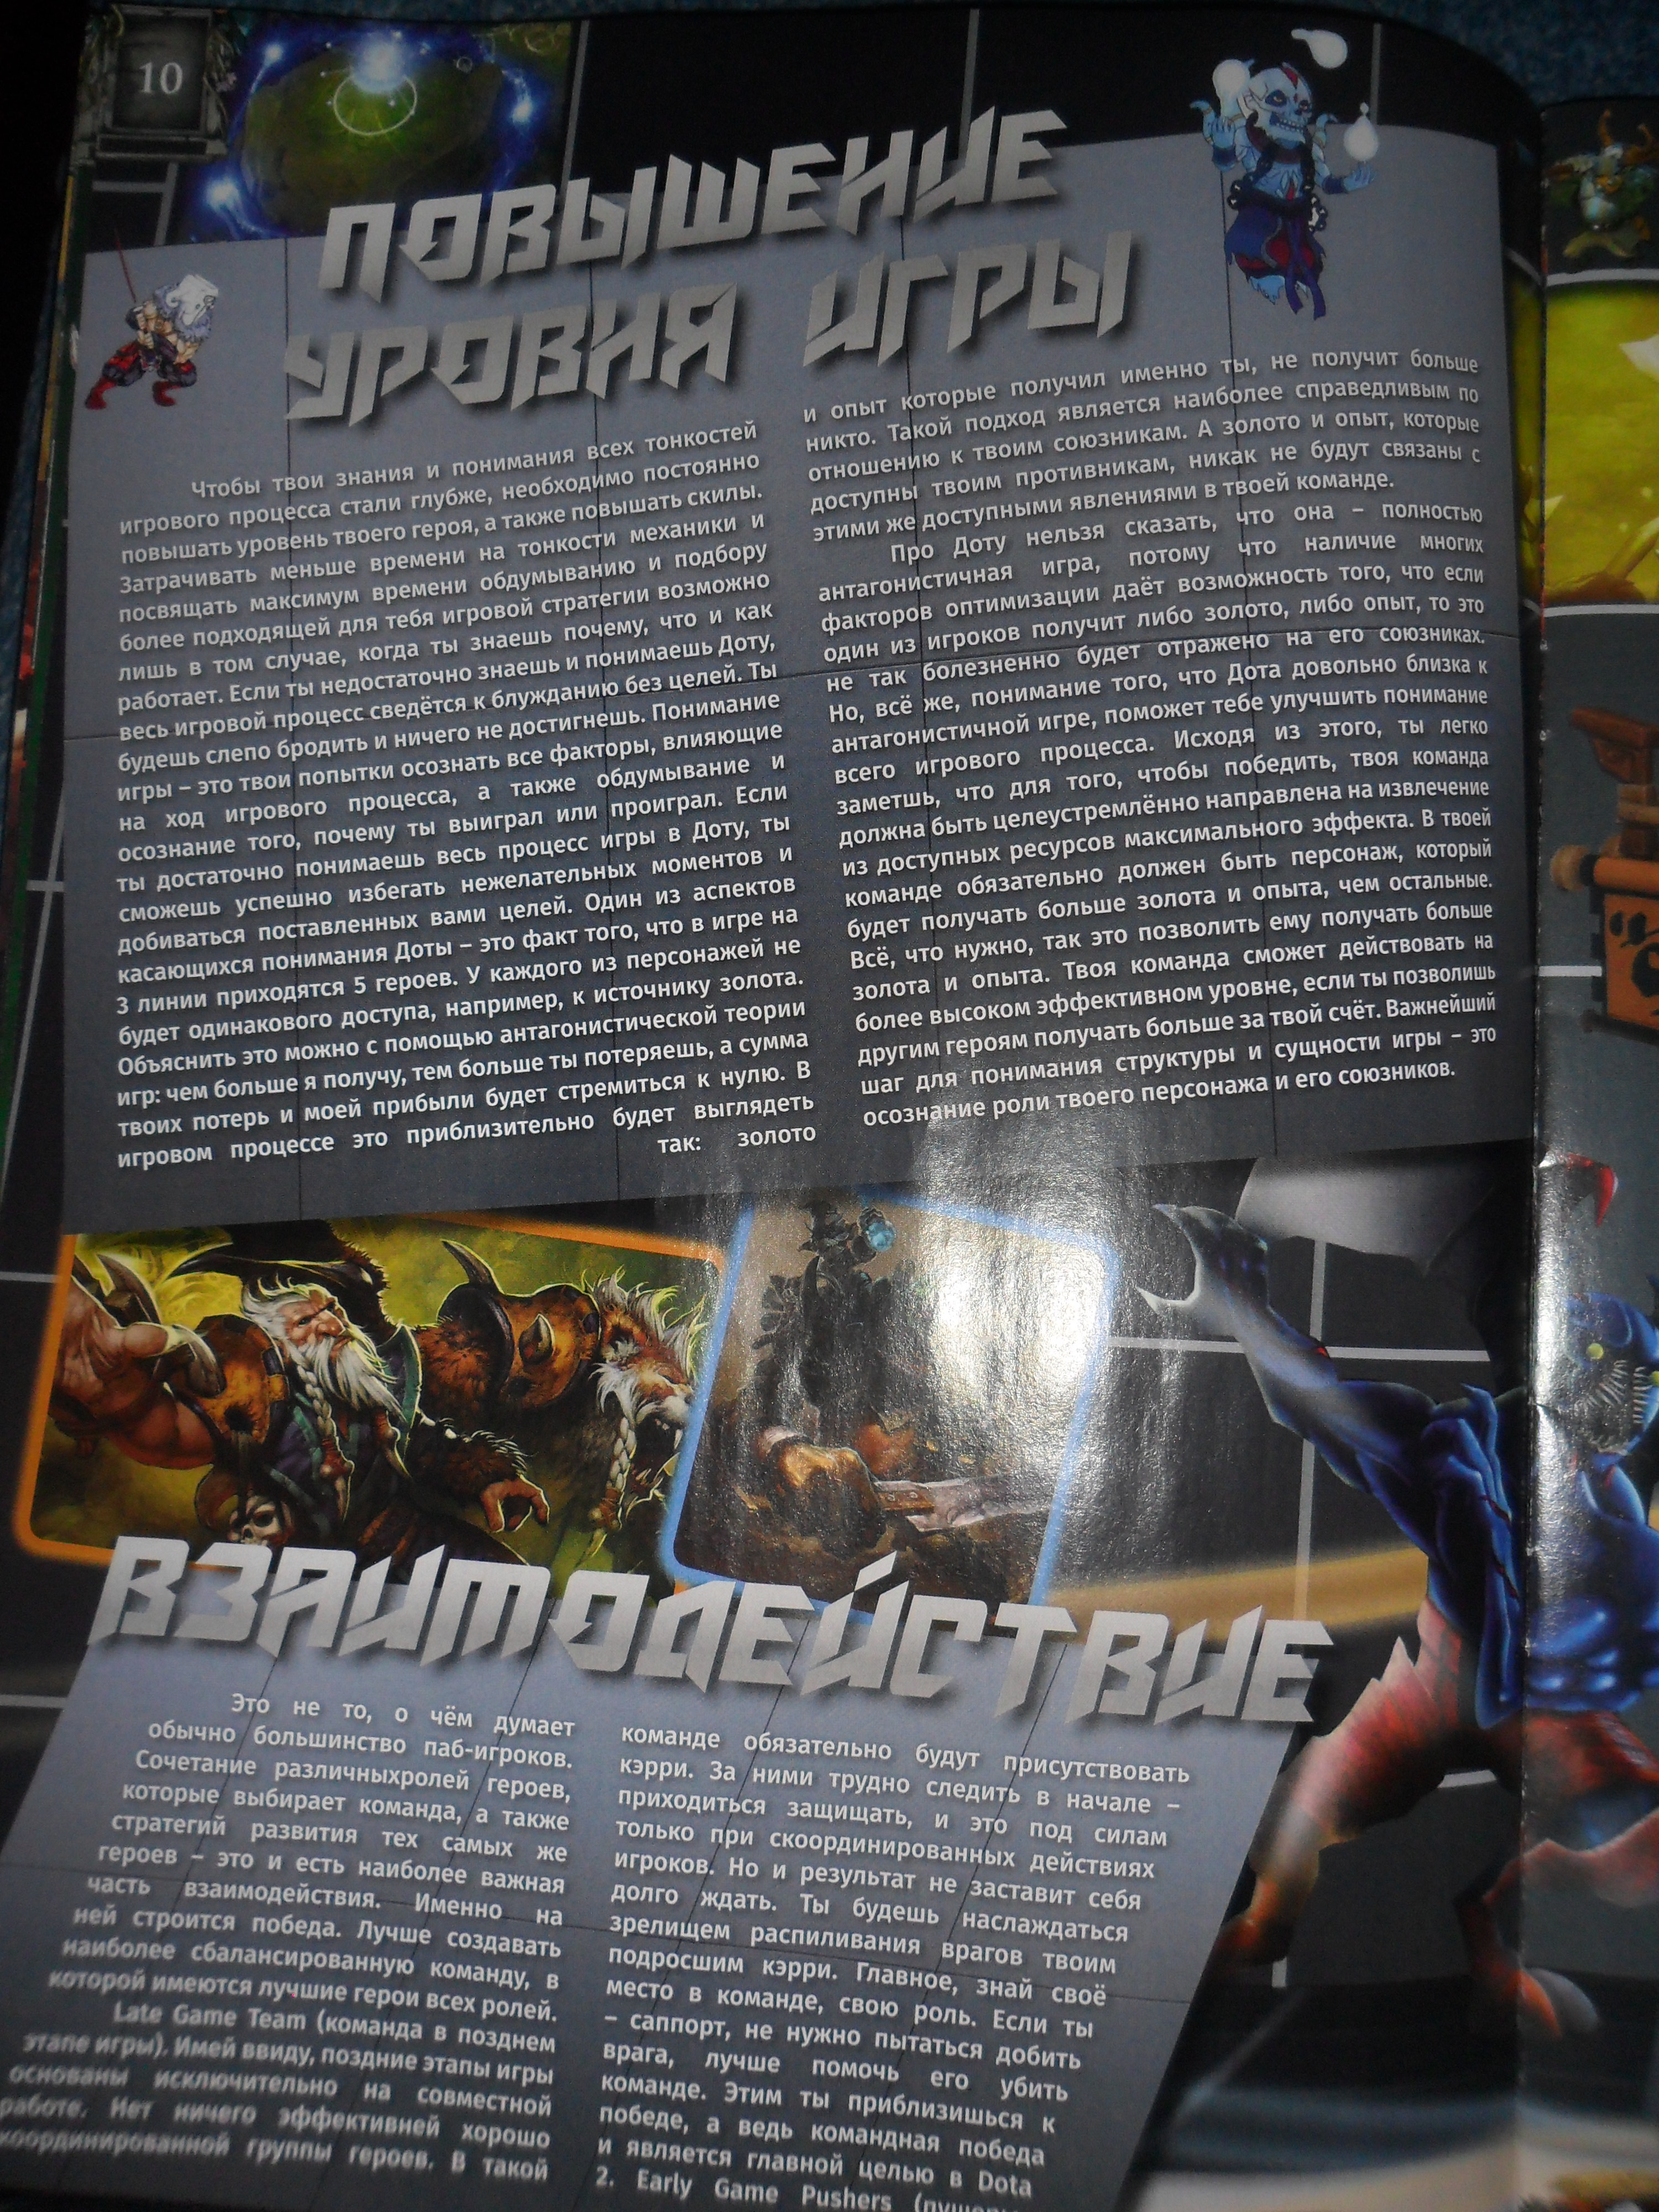 10
ПОВЫШЕНИЕ
УРОВНЯ ИГРЫ
Чтобы твои знания и понимания всех тонкостей
игрового процесса стали глубже, необходимо постоянно
повышать уровень твоего героя, а также повышать скилы.
Затрачивать меньше времени на тонкости механики и
посвящать максимум времени обдумыванию и подбору
более подходящей для тебя игровой стратегии возможно
лишь в том случае, когда ты знаешь почему, что и как
работает. Если ты недостаточно знаешь и понимаешь Доту,
весь игровой процесс сведётся к блужданию без целей. Ты
будешь слепо бродить и ничего не достигнешь. Понимание
игры – это твои попытки осознать все факторы, влияющие
на ход игрового процесса, а также обдумывание и
осознание того, почему ты выиграл или проиграл. Если
ты достаточно понимаешь весь процесс игры в Доту, ты
сможешь успешно избегать нежелательных моментов и
добиваться поставленных вами целей. Один из аспектов
касающихся понимания Доты – это факт того, что в игре на
3 линии приходятся 5 героев. У каждого из персонажей не
будет одинакового доступа, например, к источнику золота.
Объяснить это можно с помощью антагонистической теории
игр: чем больше я получу, тем больше ты потеряешь, а сумма
твоих потерь и моей прибыли будет стремиться к нулю. В
игровом процессе это приблизительно будет выглядеть
так: золото
и опыт которые получил именно ты, не получит больше
никто. Такой подход является наиболее справедливым по
отношению к твоим союзникам. А золото и опыт, которые
доступны твоим противникам, никак не будут связаны с
этими же доступными явлениями в твоей команде.
Про Доту нельзя сказать, что она – полностью
антагонистичная игра, потому что наличие многих
факторов оптимизации даёт возможность того, что если
один из игроков получит либо золото, либо опыт, то это
не так болезненно будет отражено на его союзниках.
Но, всё же, понимание того, что Дота довольно близка к
антагонистичной игре, поможет тебе улучшить понимание
всего игрового процесса. Исходя из этого, ты легко
заметшь, что для того, чтобы победить, твоя команда
должна быть целеустремлённо направлена на извлечение
из доступных ресурсов максимального эффекта. В твоей
команде обязательно должен быть персонаж, который
будет получать больше золота и опыта, чем остальные.
Всё, что нужно, так это позволить ему получать больше
золота и опыта. Твоя команда сможет действовать на
более высоком эффективном уровне, если ты позволишь
другим героям получать больше за твой счёт. Важнейший
шаг для понимания структуры и сущности игры – это
осознание роли твоего персонажа и его союзников.
ВЗАИМОДЕЙСТВИЕ
Это не то, о чём думает
обычно большинство паб-игроков.
Сочетание различныхролей героев,
которые выбирает команда, а также
стратегий развития тех самых же
героев – это и есть наиболее важная
часть взаимодействия. Именно на
ней строится победа. Лучше создавать
наиболее сбалансированную команду, в
которой имеются лучшие герои всех ролей.
Late Game Team (команда в позднем
этапе игры). Имей ввиду, поздние этапы игры
основаны исключительно на совместной
работе. Нет ничего эффективней хорошо
координированной группы героев. В такой
команде обязательно будут присутствовать
кэрри. За ними трудно следить в начале –
приходиться защищать, и это под силам
только при скоординированных действиях
игроков. Но и результат не заставит себя
долго ждать. Ты будешь наслаждаться
зрелищем распиливания врагов твоим
подросшим кэрри. Главное, знай своё
место в команде, свою роль. Если ты
– саппорт, не нужно пытаться добить
врага, лучше помочь его убить
команде. Этим ты приблизишься к
победе, а ведь командная победа
и является главной целью в Dota
2. Early Game Pushers